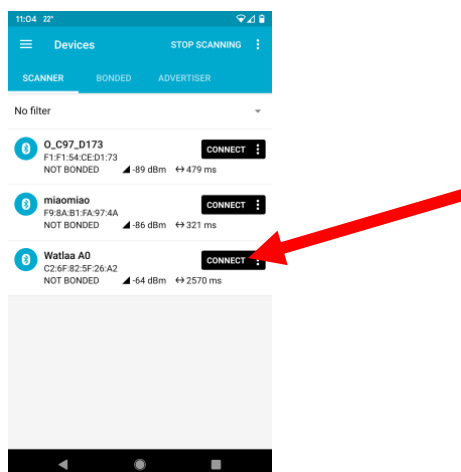 11:04 22°
Devices STOP SCANNING
SCANNER BONDED ADVERTISER
No filter
O_C97_D173
CONNECT
F1:F1:54:CE:D1:73
NOT BONDED -89 dBm ↔ 479 ms
miaomiao
CONNECT
F9:8A:B1:FA:97:4A
NOT BONDED -86 dBm ↔ 321 ms
Watlaa A0
CONNECT
C2:6F:82:5F:26:A2
NOT BONDED -64 dBm ↔ 2570 ms